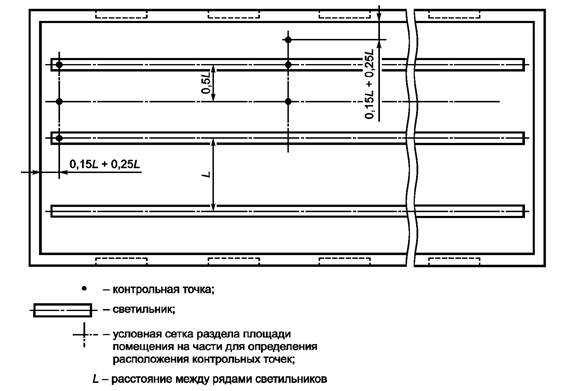 0,15L + 0,25L
0,5L
0,15L + 0,25L
L
– контрольная точка;
– светильник;
– условная сетка раздела площади
помещения на части для определения
расположения контрольных точек;
L – расстояние между рядами светильников